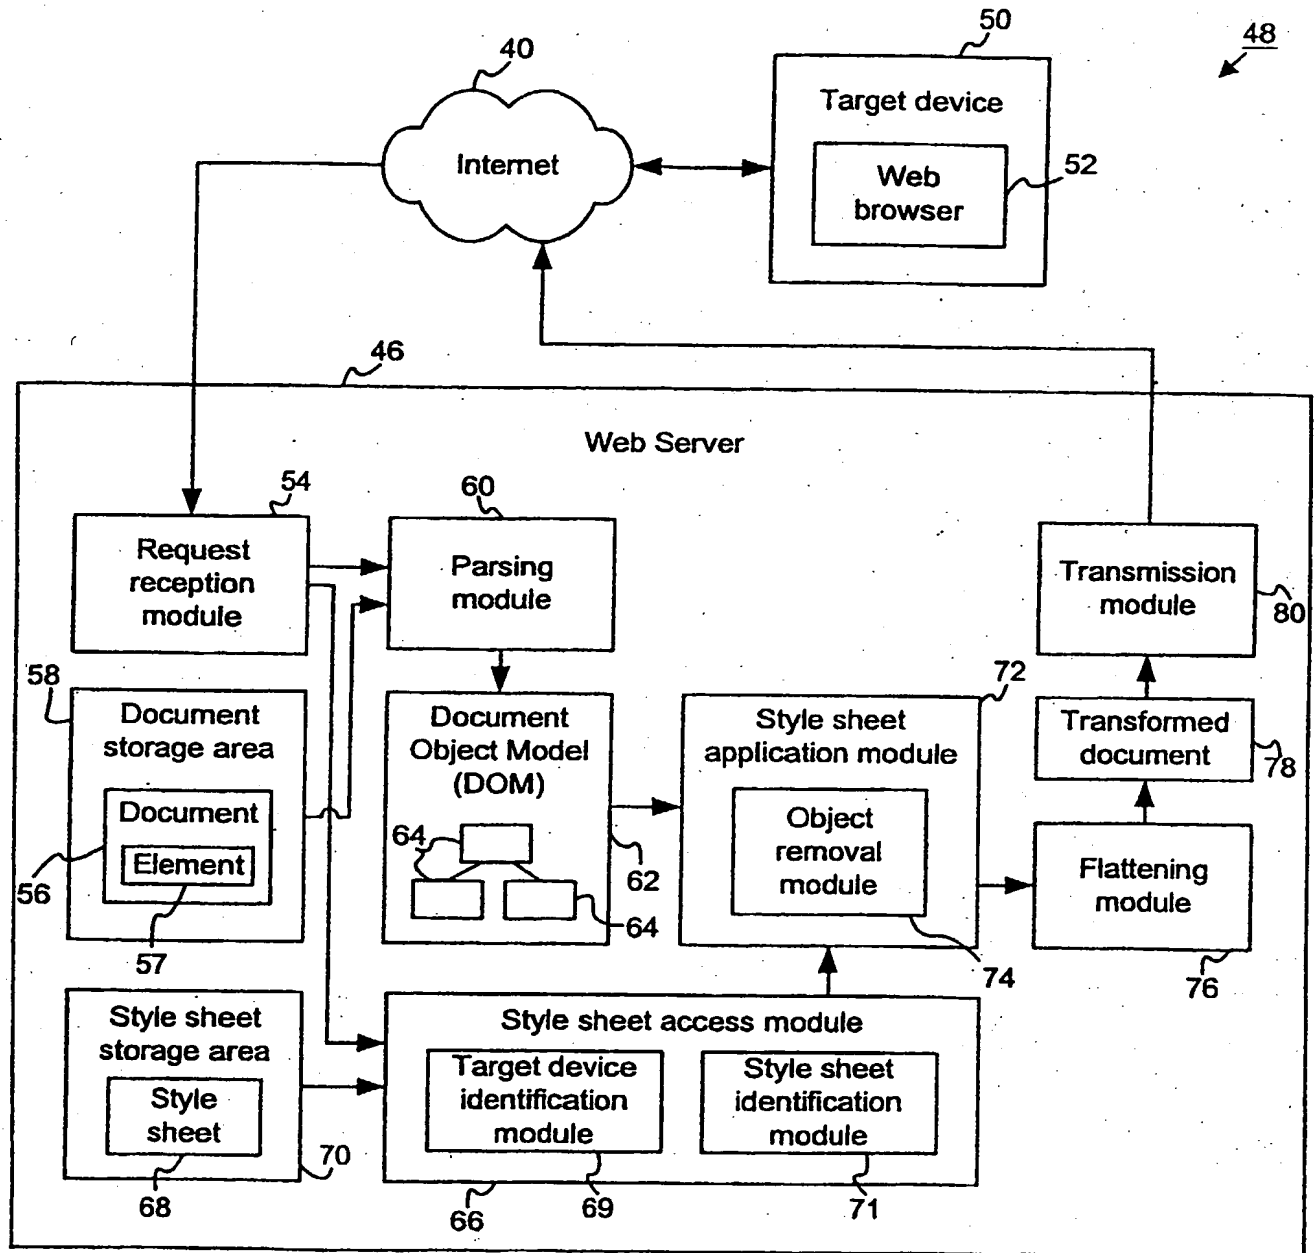 48
50
40
Target device
Internet
Web
browser
52
46
Web Server
54
60
Request
reception
module
Parsing
module
Transmission
module
80
58
Document
storage area
Document
Element
56
57
Document
Object Model
(DOM)
64
64
62
72
Style sheet
application module
Object
removal
module
74
Transformed
document
78
Flattening
module
76
Style sheet
storage area
Style
sheet
68
70
Style sheet access module
Target device
identification
module
Style sheet
identification
module
66
69
71